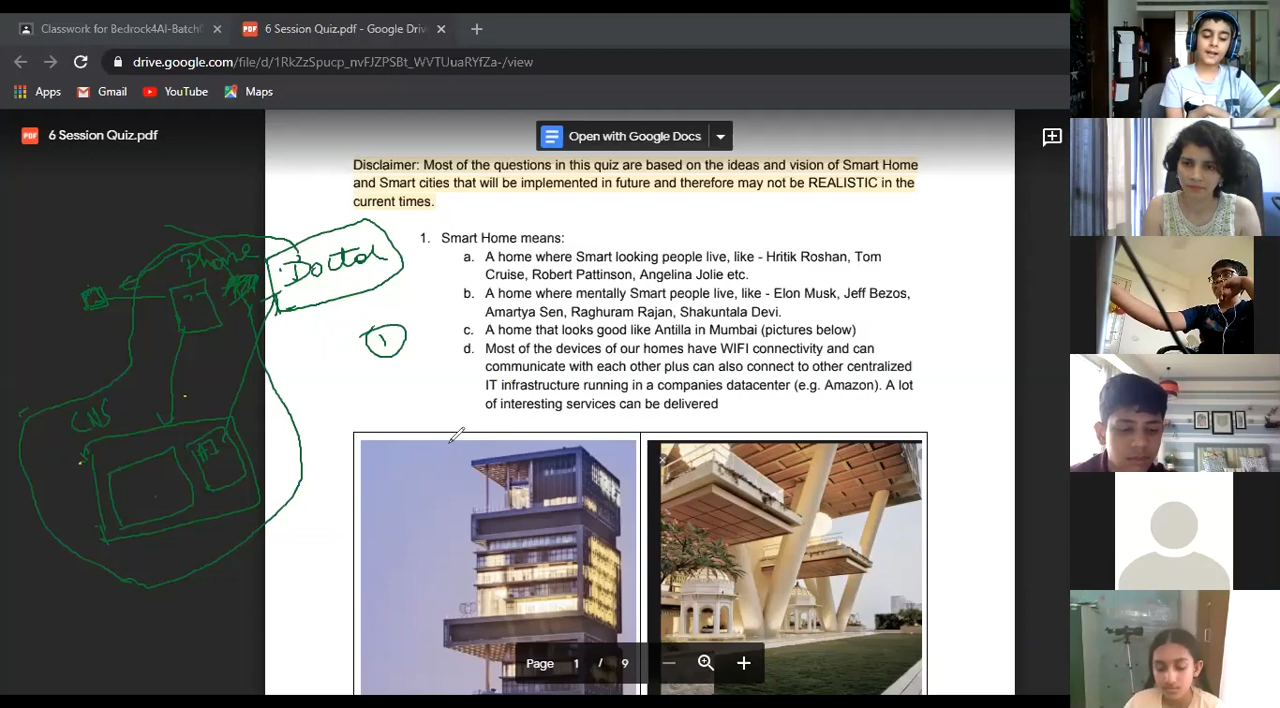 Classwork for Bedrock4AI-Batch
6 Session Quiz.pdf - Google Driv
drive.google.com/file/d/1RkZzSpucp_nvFJZPSBt_WVTUuaRYfZa-/view
Apps
Gmail
YouTube
Maps
PDF
6 Session Quiz.pdf
Open with Google Docs
Disclaimer: Most of the questions in this quiz are based on the ideas and vision of Smart Home
and Smart cities that will be implemented in future and therefore may not be REALISTIC in the
current times.
1. Smart Home means:
a. A home where Smart looking people live, like - Hritik Roshan, Tom
Cruise, Robert Pattinson, Angelina Jolie etc.
b. A home where mentally Smart people live, like - Elon Musk, Jeff Bezos,
Amartya Sen, Raghuram Rajan, Shakuntala Devi.
c. A home that looks good like Antilla in Mumbai (pictures below)
d. Most of the devices of our homes have WIFI connectivity and can
communicate with each other plus can also connect to other centralized
IT infrastructure running in a companies datacenter (e.g. Amazon). A lot
of interesting services can be delivered
Phone
Doctor
1
CNS
#1
Page 1 / 9